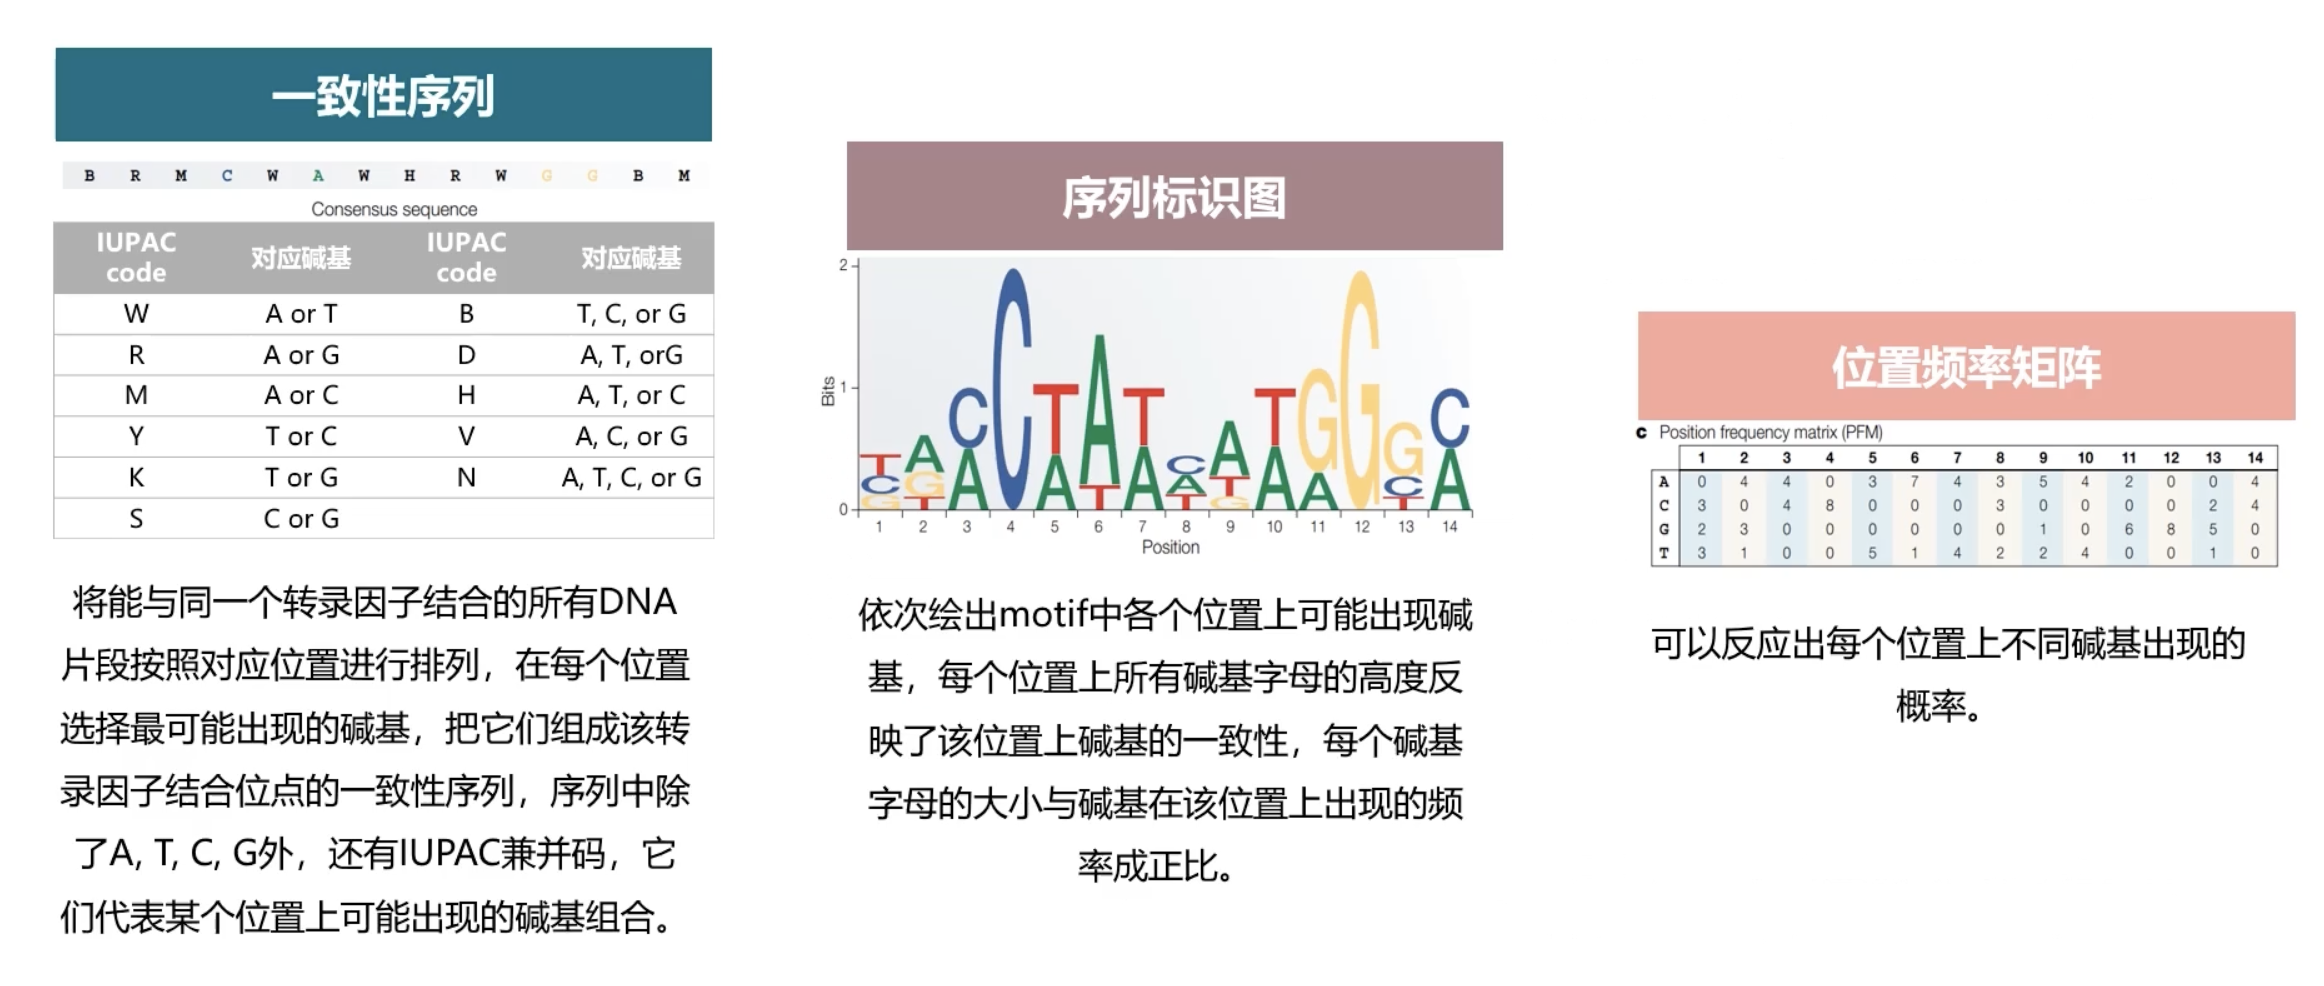 一致性序列
B R M C W A W H R W G G B M
Consensus sequence
IUPAC code 对应碱基 IUPAC code 对应碱基
W A or T B T, C, or G
R A or G D A, T, orG
M A or C H A, T, or C
Y T or C V A, C, or G
K T or G N A, T, C, or G
S C or G
将能与同一个转录因子结合的所有DNA
片段按照对应位置进行排列，在每个位置
选择最可能出现的碱基，把它们组成该转
录因子结合位点的一致性序列，序列中除
了A, T, C, G外，还有IUPAC兼并码，它
们代表某个位置上可能出现的碱基组合。
序列标识图
2
Bits
1
0
T C G A G T C A C T A A T T A C A T A T G T A G A G G C T C A
1 2 3 4 5 6 7 8 9 10 11 12 13 14
Position
依次绘出motif中各个位置上可能出现碱
基，每个位置上所有碱基字母的高度反
映了该位置上碱基的一致性，每个碱基
字母的大小与碱基在该位置上出现的频
率成正比。
位置频率矩阵
c Position frequency matrix (PFM)
1 2 3 4 5 6 7 8 9 10 11 12 13 14
A 0 4 4 0 3 7 4 3 5 4 2 0 0 4
C 3 0 4 8 0 0 0 3 0 0 0 0 2 4
G 2 3 0 0 0 0 0 0 1 0 6 8 5 0
T 3 1 0 0 5 1 4 2 2 4 0 0 1 0
可以反应出每个位置上不同碱基出现的
概率。